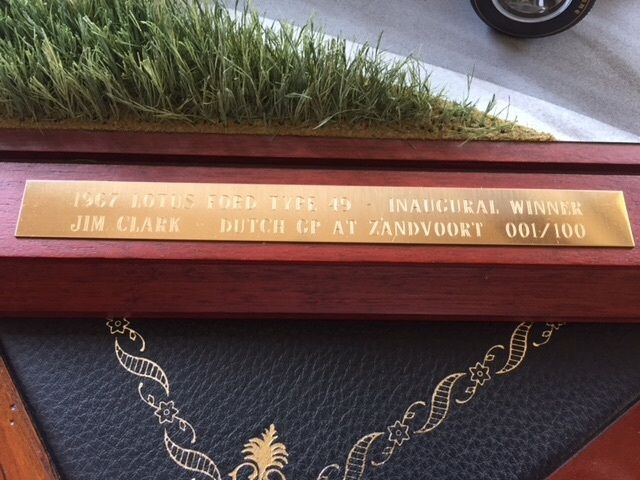 1967 LOTUS FORD TYPE 49 - INAUGURAL WINNER
JIM CLARK - DUTCH GP AT ZANDVOORT 001/100